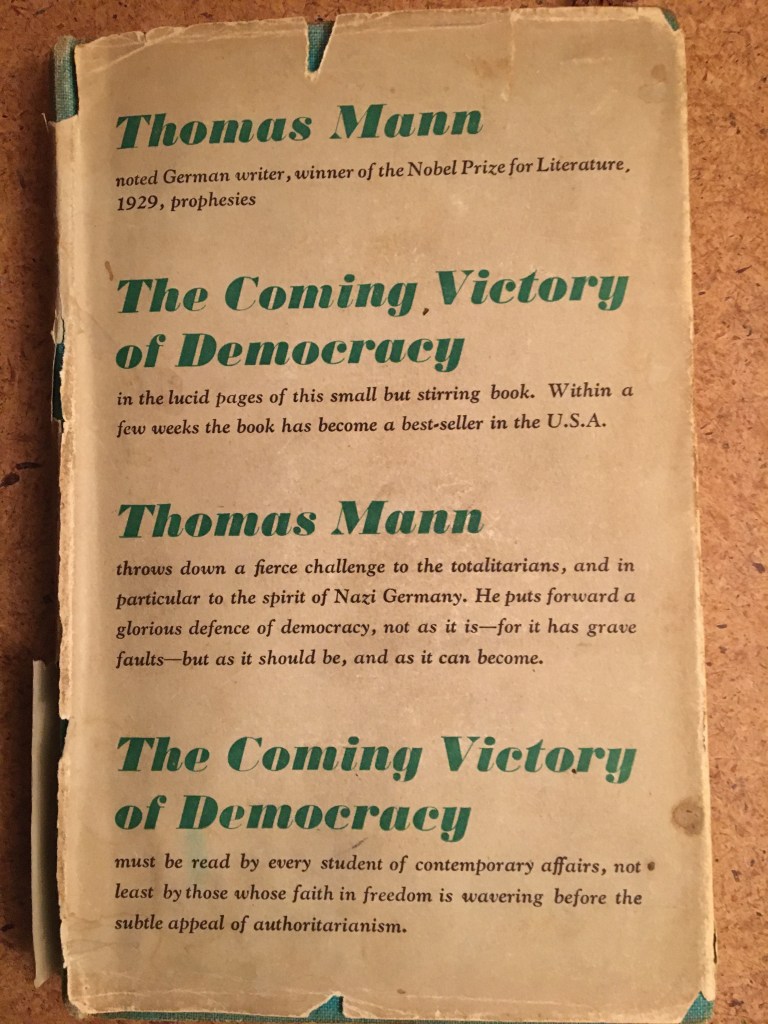 Thomas Mann
noted German writer, winner of the Nobel Prize for Literature,
1929, prophesies
The Coming Victory
of Democracy
in the lucid pages of this small but stirring book. Within a
few weeks the book has become a best-seller in the U.S.A.
Thomas Mann
throws down a fierce challenge to the totalitarians, and in
particular to the spirit of Nazi Germany. He puts forward a
glorious defence of democracy, not as it is—for it has grave
faults—but as it should be, and as it can become.
The Coming Victory
of Democracy
must be read by every student of contemporary affairs, not
least by those whose faith in freedom is wavering before the
subtle appeal of authoritarianism.